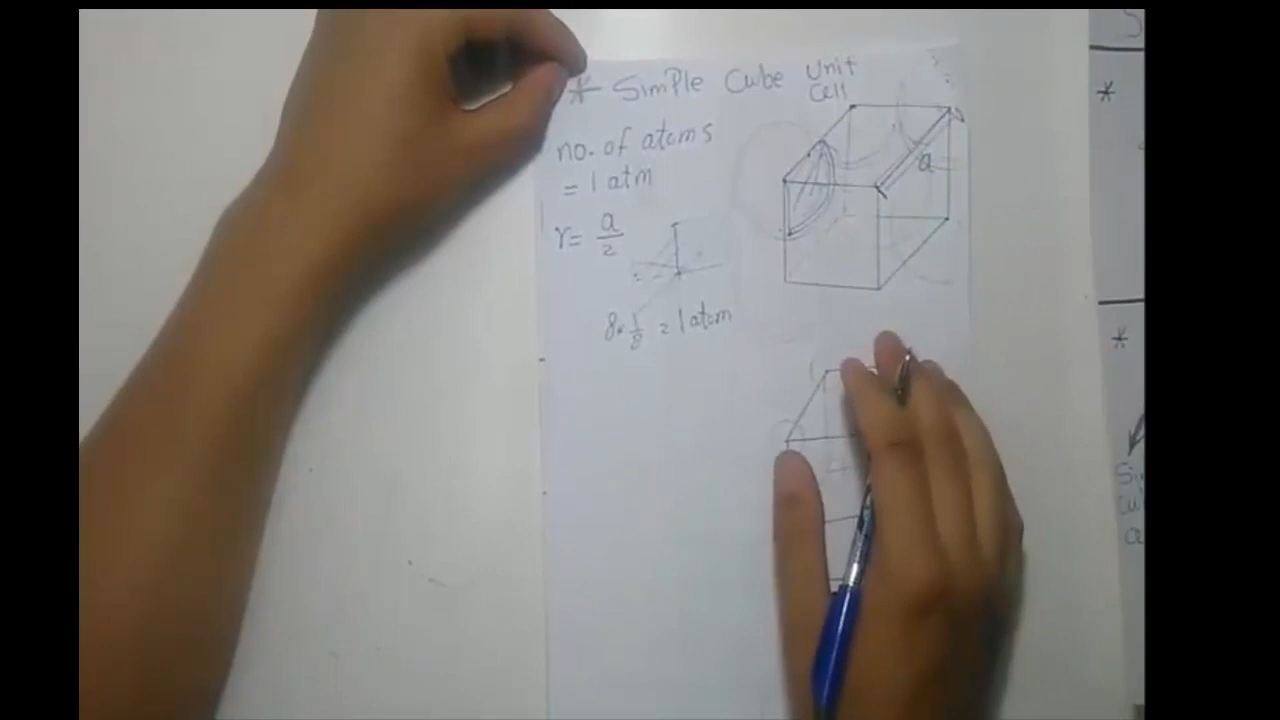 * Simple Cube Unit Cell
no. of atoms
= 1 atm
r = a/2
a
8 * 1/8 = 1 atom
*
*